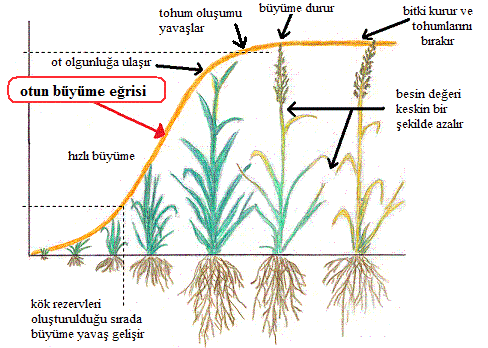 tohum oluşumu
yavaşlar
büyüme durur
bitki kurur ve
tohumlarını
bırakır
ot olgunluğa ulaşır
otun büyüme eğrisi
besin değeri
keskin bir
şekilde azalır
hızlı büyüme
kök rezervleri
oluşturulduğu sırada
büyüme yavaş gelişir